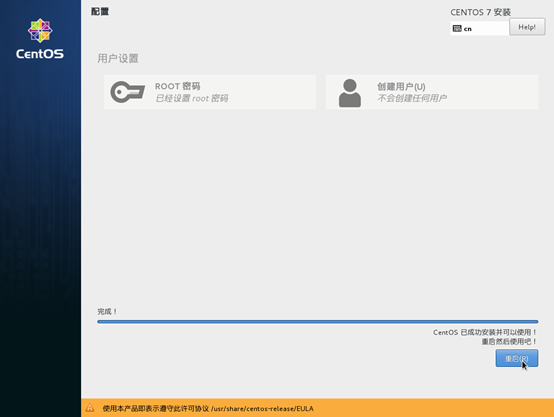 配置
CENTOS 7 安装
cn
Help!
CentOS
用户设置
ROOT 密码
已经设置 root 密码
创建用户(U)
不会创建任何用户
完成！
CentOS 已成功安装并可以使用！
重启然后使用吧！
重启(R)
使用本产品即表示遵守此许可协议 /usr/share/centos-release/EULA